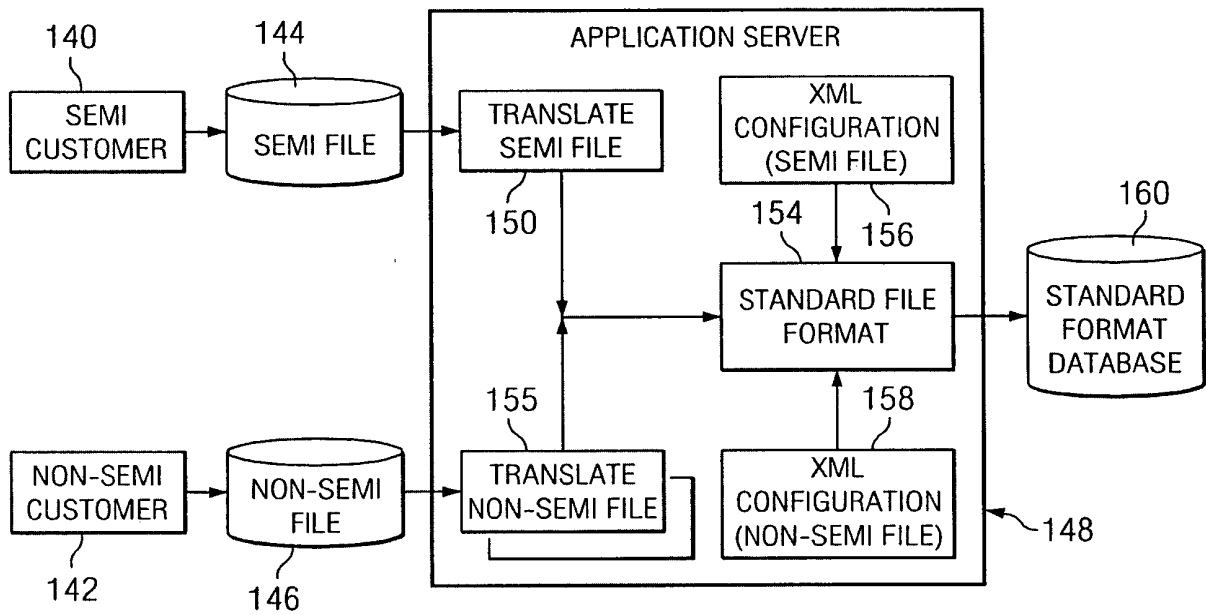 140
SEMI
CUSTOMER
144
SEMI FILE
APPLICATION SERVER
TRANSLATE
SEMI FILE
150
XML
CONFIGURATION
(SEMI FILE)
156
154
STANDARD FILE
FORMAT
160
STANDARD
FORMAT
DATABASE
NON-SEMI
CUSTOMER
142
NON-SEMI
FILE
146
155
TRANSLATE
NON-SEMI FILE
158
XML
CONFIGURATION
(NON-SEMI FILE)
148